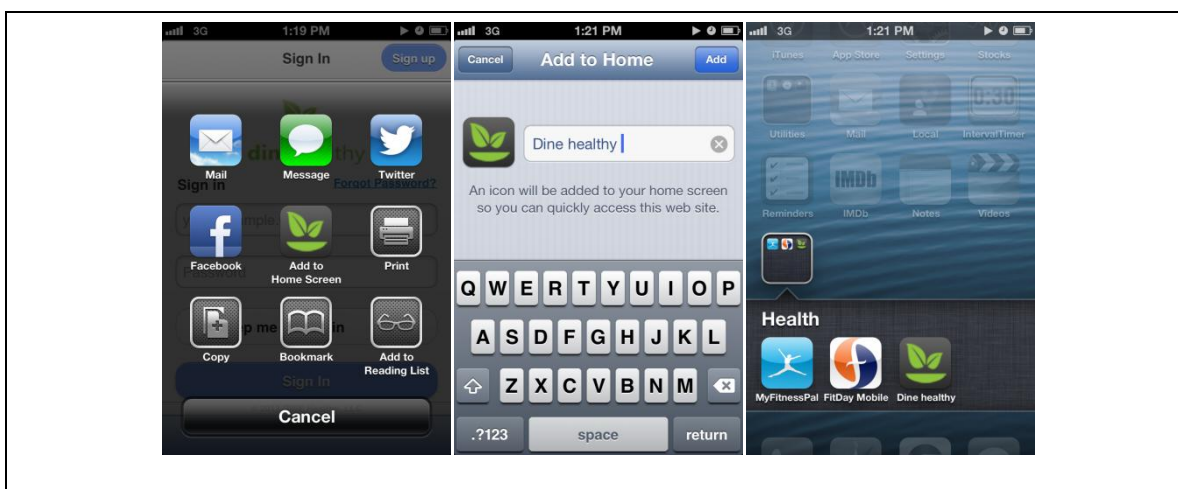 3G 1:19 PM
Sign In
Sign up
Mail
Message
Twitter
Sign in
Forgot Password?
Facebook
Add to
Home Screen
Print
Password
Copy
Bookmark
Add to
Reading List
Sign In
Cancel
3G 1:21 PM
Cancel Add to Home Add
Dine healthy
An icon will be added to your home screen
so you can quickly access this web site.
Q W E R T Y U I O P
A S D F G H J K L
Z X C V B N M
.?123 space return
3G 1:21 PM
iTunes App Store Settings Stocks
0:30
Utilities Mail Local IntervalTimer
IMDb
Reminders IMDb Notes Videos
Health
MyFitnessPal FitDay Mobile Dine healthy